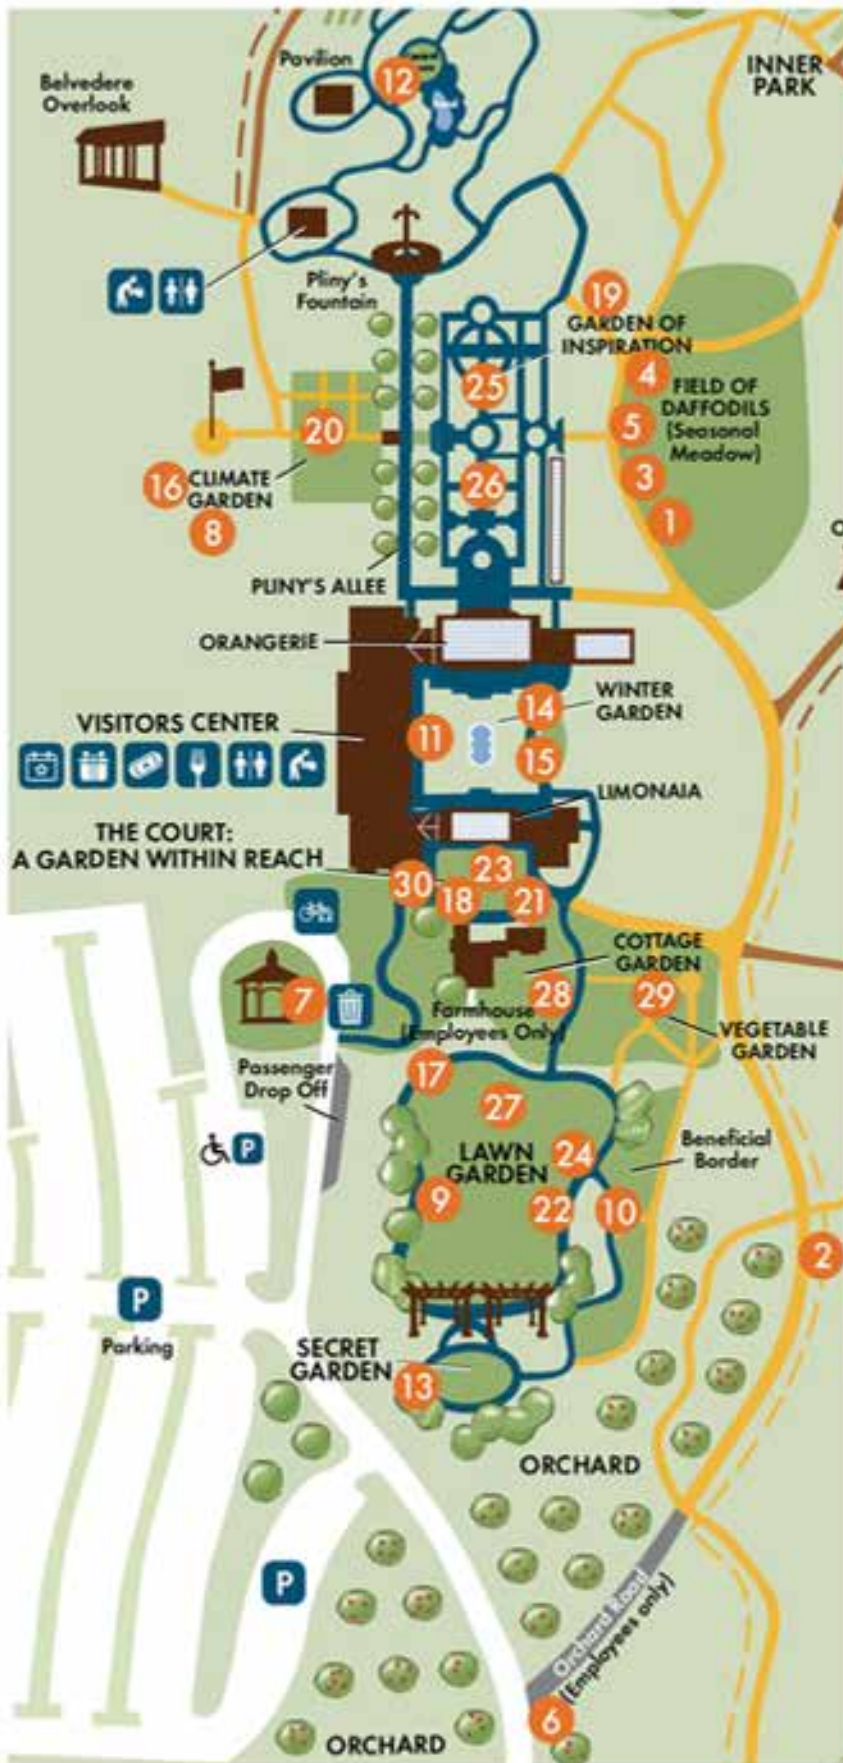 Pavilion
12
INNER
PARK
Belvedere
Overlook
Pliny's
Fountain
19
GARDEN OF
INSPIRATION
25
4
FIELD OF
DAFFODILS
(Seasonal
Meadow)
5
20
16
CLIMATE
GARDEN
8
26
3
1
PLINY'S ALLEE
ORANGERIE
WINTER
GARDEN
14
VISITORS CENTER
11
15
LIMONAIA
THE COURT:
A GARDEN WITHIN REACH
23
30
18
21
COTTAGE
GARDEN
7
28
29
Farmhouse
(Employees Only)
VEGETABLE
GARDEN
Passenger
Drop Off
17
27
P
LAWN
GARDEN
24
Beneficial
Border
9
22
10
2
P
Parking
SECRET
GARDEN
13
ORCHARD
P
Orchard Road
(Employees only)
6
ORCHARD